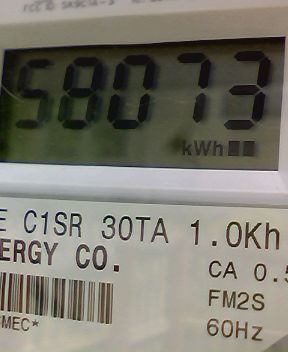 58073
kWh
E C1SR 30TA 1.0Kh
ERGY CO.
CA 0.5
FM2S
MEC*
60Hz